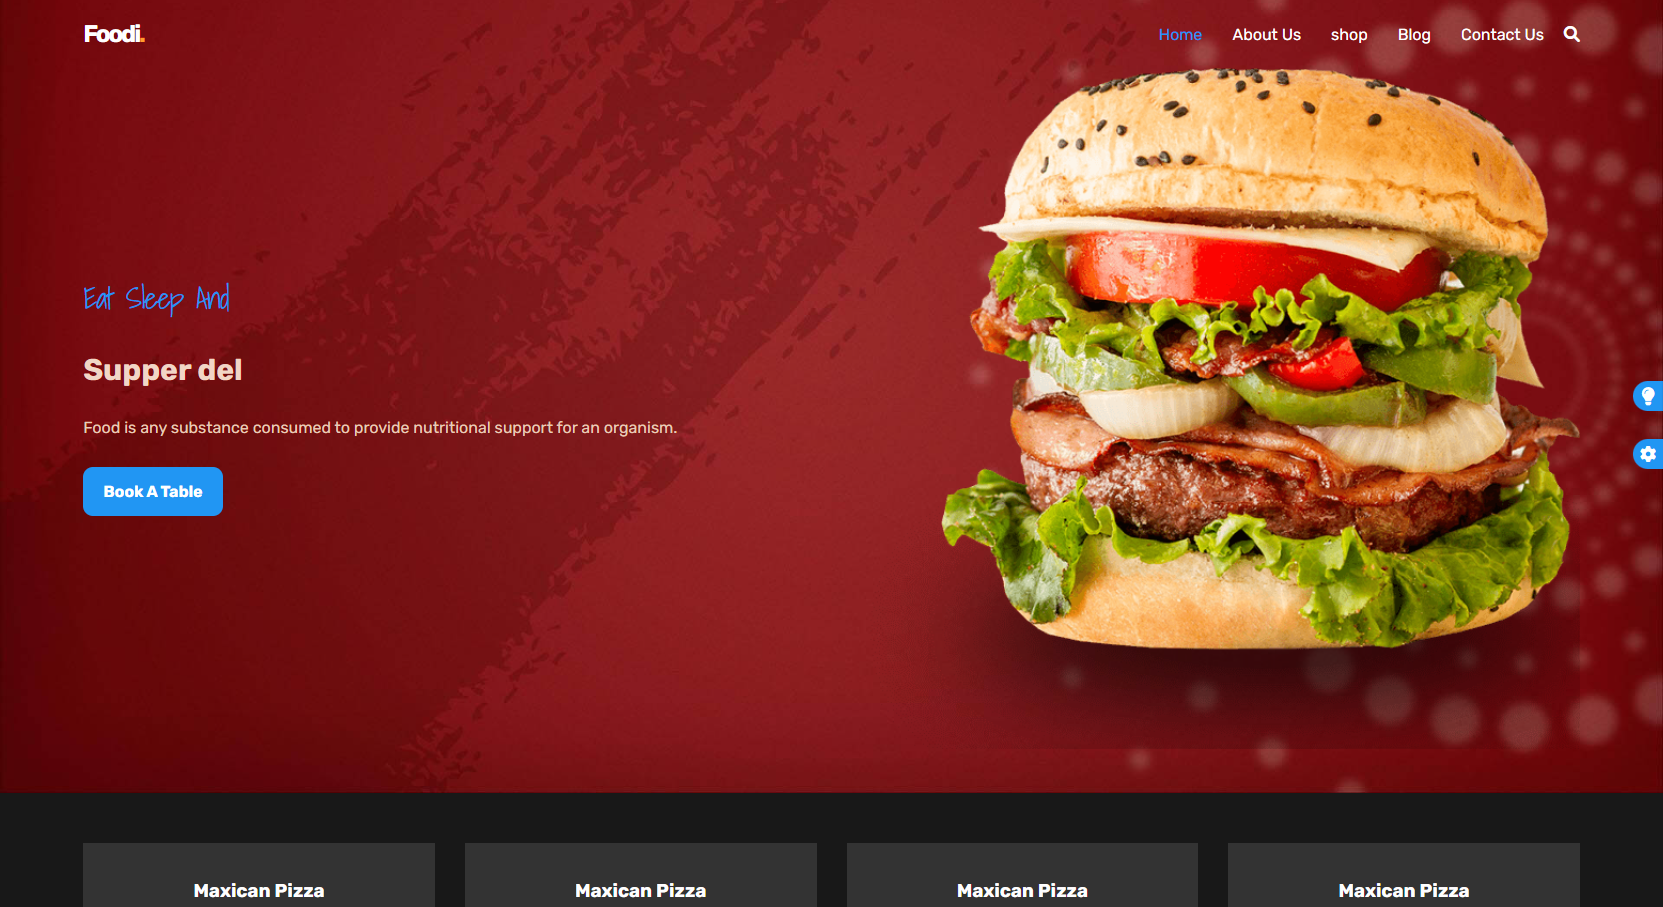 Foodi.
Home About Us shop Blog Contact Us
Eat Sleep And
Supper del
Food is any substance consumed to provide nutritional support for an organism.
Book A Table
Maxican Pizza Maxican Pizza Maxican Pizza Maxican Pizza